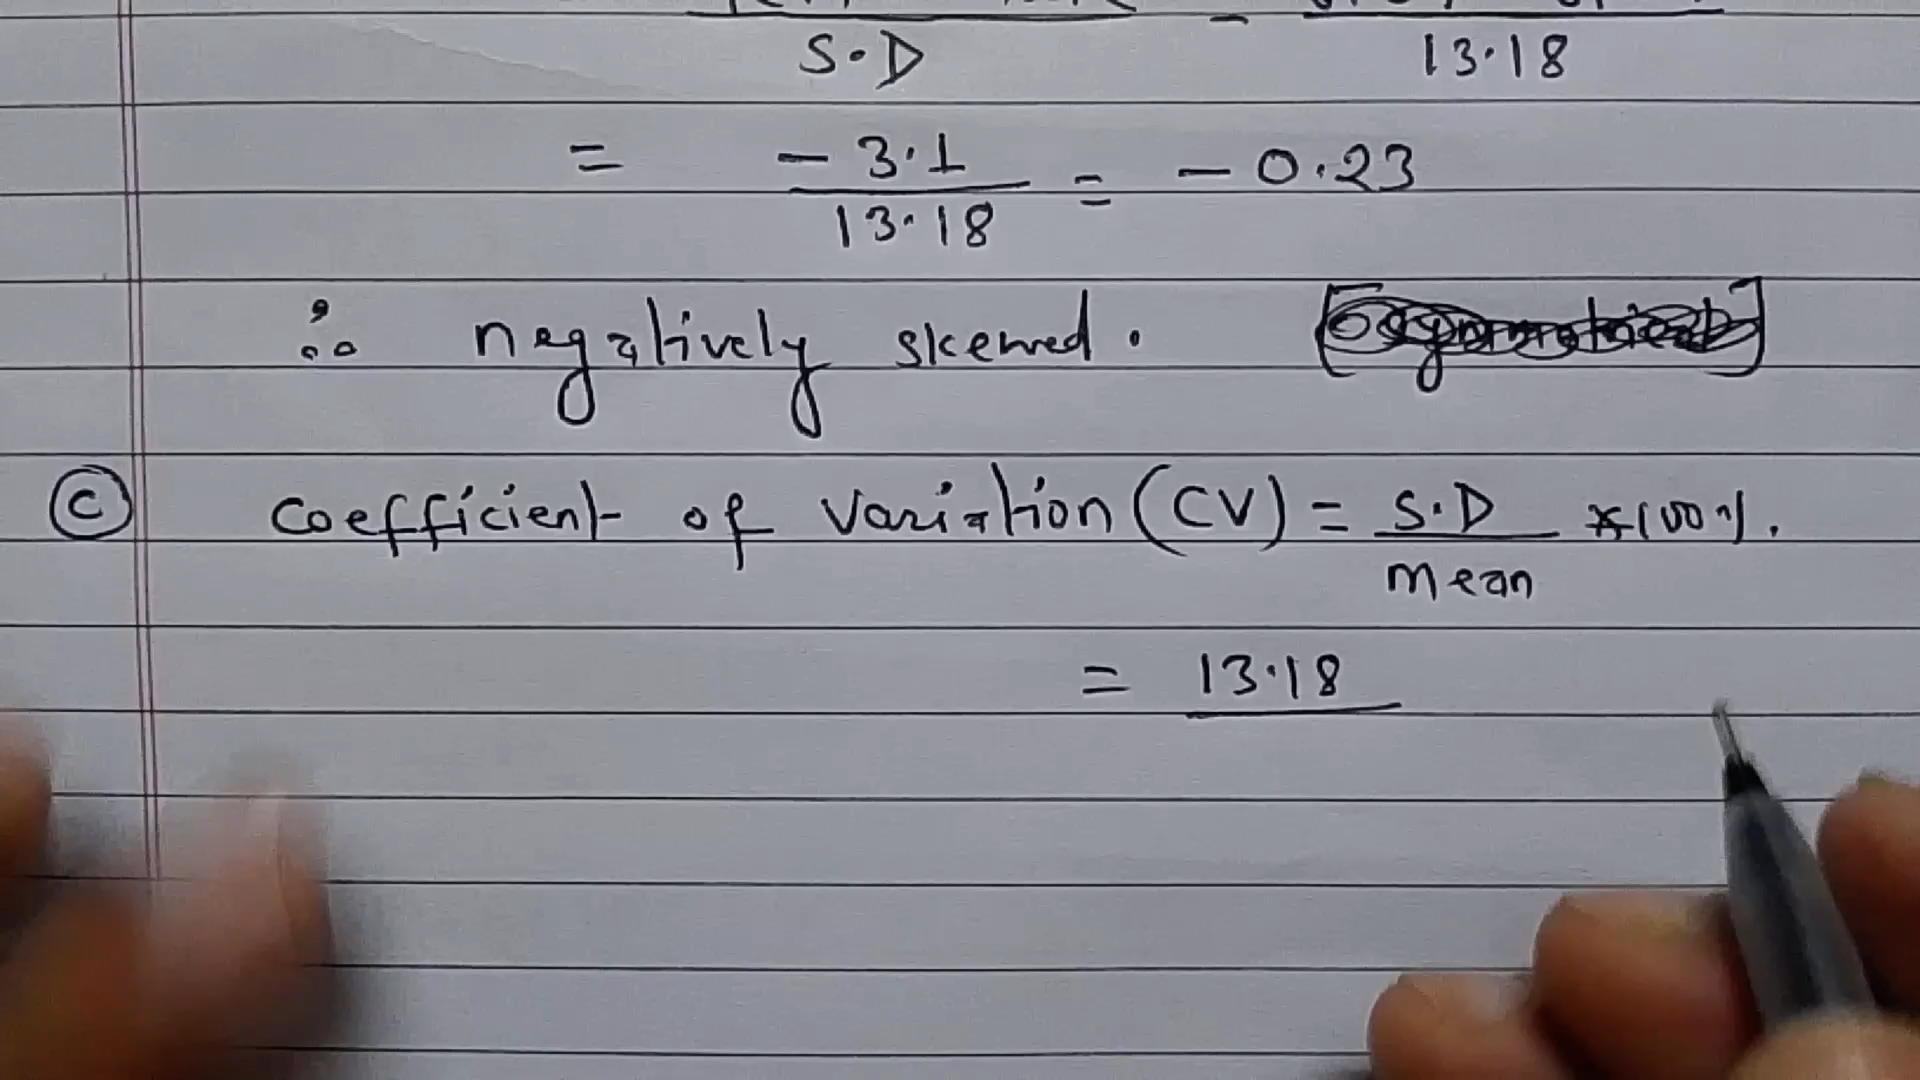 S.D 13.18
= -3.1 / 13.18 = -0.23
∴ negatively skewed.
(c) coefficient of variation (CV) = S.D / mean * 100%.
= 13.18